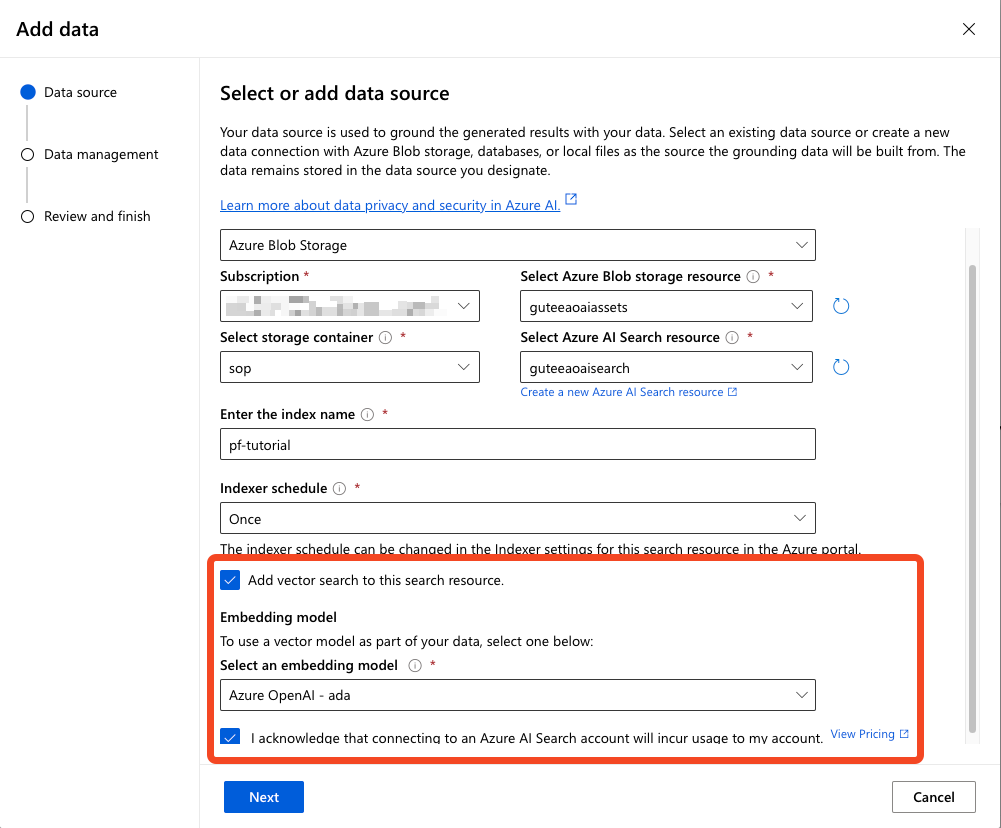 Add data
Data source
Data management
Review and finish
Select or add data source
Your data source is used to ground the generated results with your data. Select an existing data source or create a new
data connection with Azure Blob storage, databases, or local files as the source the grounding data will be built from. The
data remains stored in the data source you designate.
Learn more about data privacy and security in Azure AI.
Azure Blob Storage
Subscription * Select Azure Blob storage resource *
guteeaoaiassets
Select storage container * Select Azure AI Search resource *
sop guteeaoaisearch
Create a new Azure AI Search resource
Enter the index name *
pf-tutorial
Indexer schedule *
Once
The indexer schedule can be changed in the Indexer settings for this search resource in the Azure portal.
Add vector search to this search resource.
Embedding model
To use a vector model as part of your data, select one below:
Select an embedding model *
Azure OpenAI - ada
I acknowledge that connecting to an Azure AI Search account will incur usage to my account. View Pricing
Next Cancel